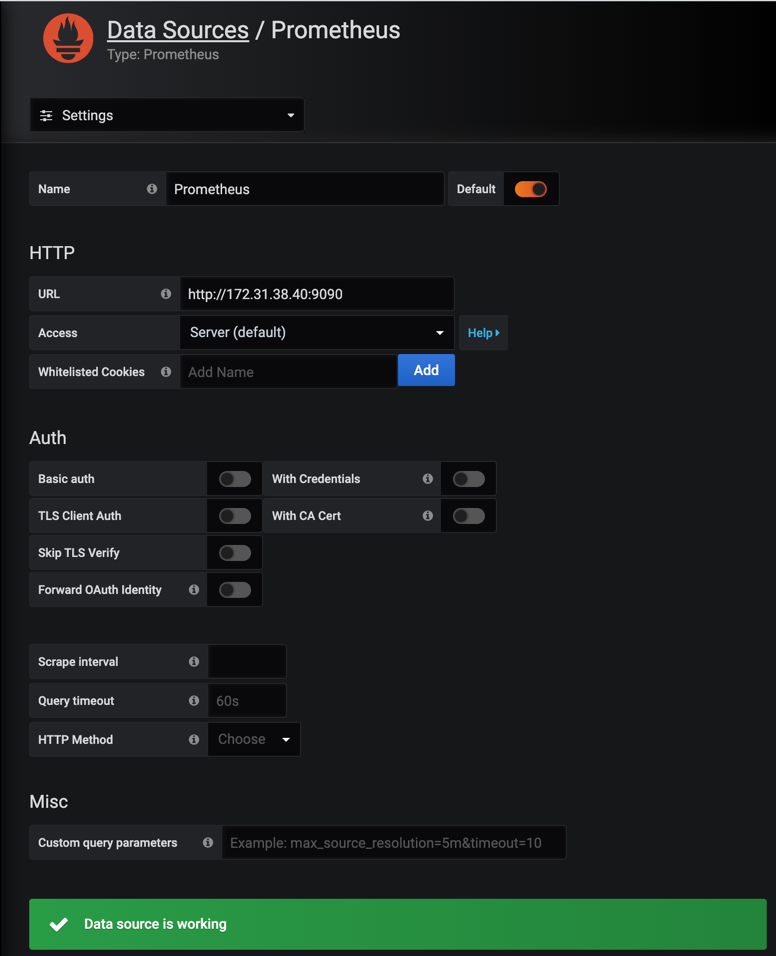 Data Sources / Prometheus
Type: Prometheus
Settings
Name Prometheus Default
HTTP
URL http://172.31.38.40:9090
Access Server (default) Help
Whitelisted Cookies Add Name Add
Auth
Basic auth With Credentials
TLS Client Auth With CA Cert
Skip TLS Verify
Forward OAuth Identity
Scrape interval
Query timeout 60s
HTTP Method Choose
Misc
Custom query parameters Example: max_source_resolution=5m&timeout=10
Data source is working